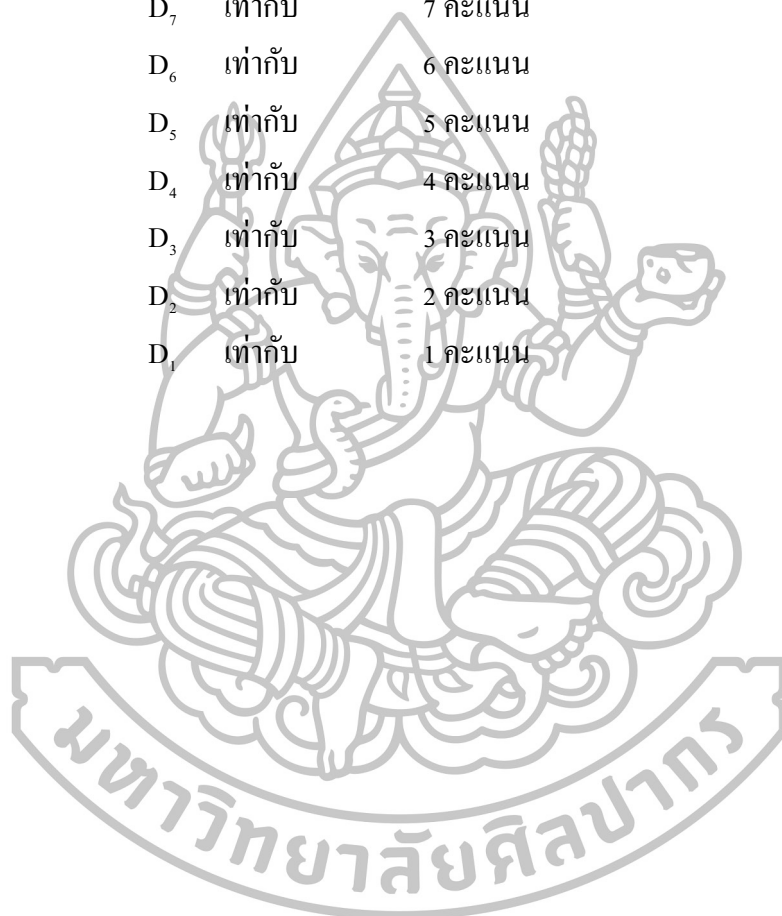 D₇ เท่ากับ 7 คะแนน
D₆ เท่ากับ 6 คะแนน
D₅ เท่ากับ 5 คะแนน
D₄ เท่ากับ 4 คะแนน
D₃ เท่ากับ 3 คะแนน
D₂ เท่ากับ 2 คะแนน
D₁ เท่ากับ 1 คะแนน
มหาวิทยาลัยศิลปากร